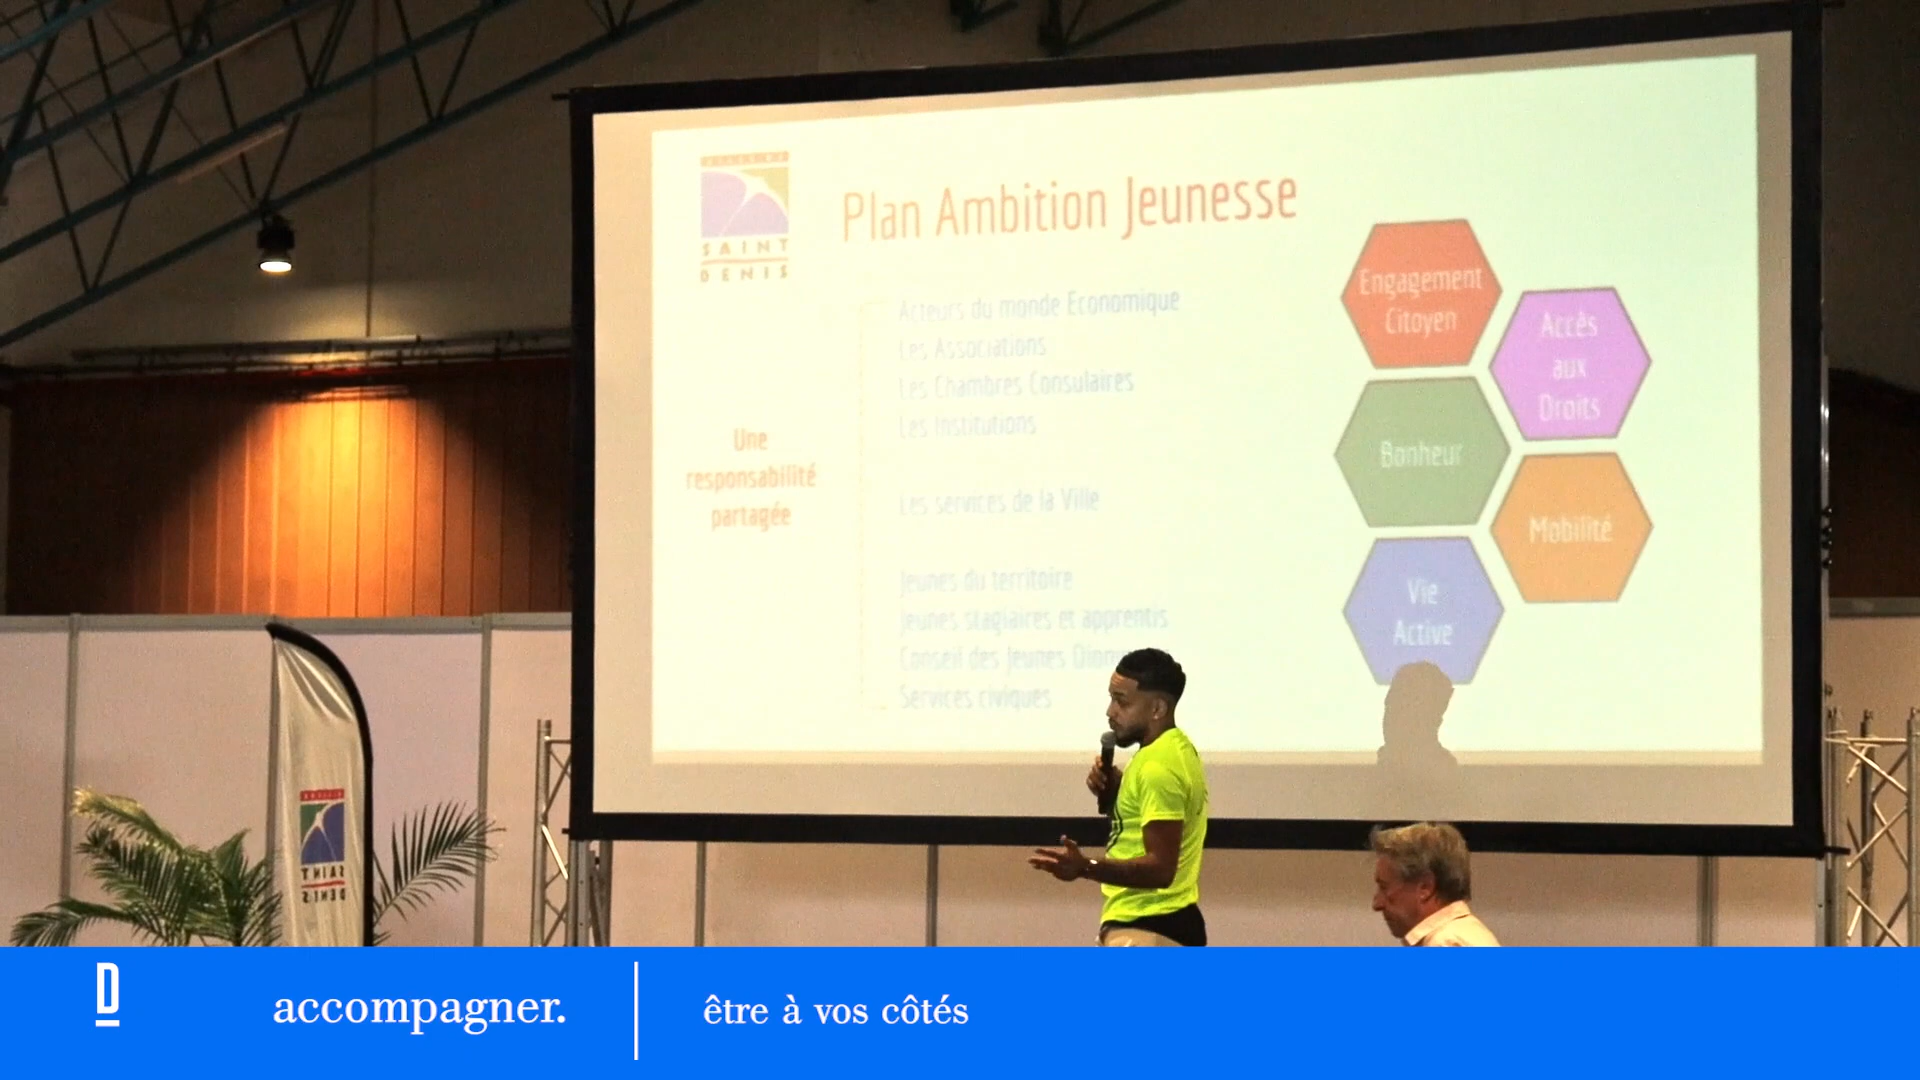 SAINT
DENIS
Plan Ambition Jeunesse
Une
responsabilité
partagée
Acteurs du monde Economique
Les Associations
Les Chambres Consulaires
Les Institutions
Les services de la Ville
Jeunes du territoire
Jeunes stagiaires et apprentis
Conseil des Jeunes
Services civiques
Engagement
Citoyen
Accès
aux
Droits
Bonheur
Mobilité
Vie
Active
SAINT
DENIS
D
accompagner.
être à vos côtés